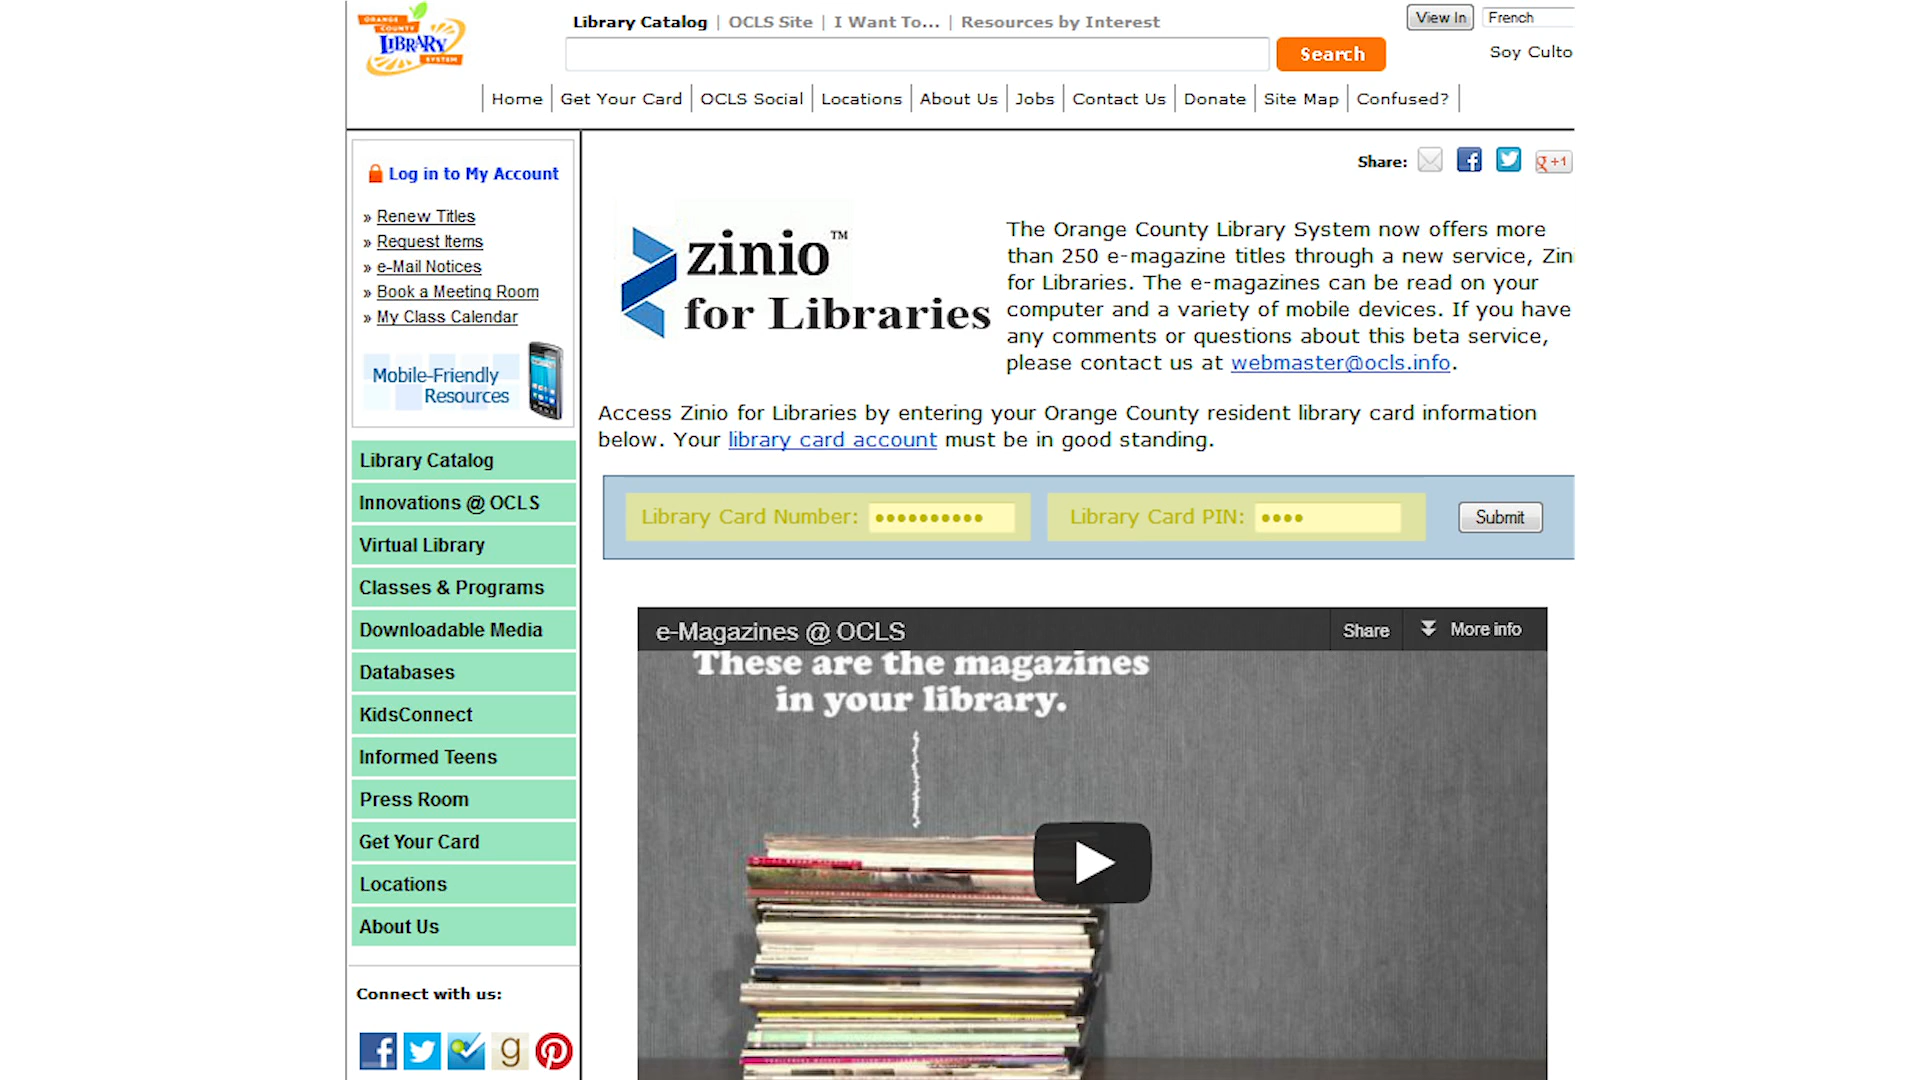 ORANGE COUNTY LIBRARY SYSTEM
Library Catalog | OCLS Site | I Want To... | Resources by Interest
View In French
Search
Soy Culto
Home Get Your Card OCLS Social Locations About Us Jobs Contact Us Donate Site Map Confused?
Log in to My Account
» Renew Titles
» Request Items
» e-Mail Notices
» Book a Meeting Room
» My Class Calendar
Mobile-Friendly
Resources
Library Catalog
Innovations @ OCLS
Virtual Library
Classes & Programs
Downloadable Media
Databases
KidsConnect
Informed Teens
Press Room
Get Your Card
Locations
About Us
Connect with us:
Share:
g+1
zinio™
for Libraries
The Orange County Library System now offers more
than 250 e-magazine titles through a new service, Zin
for Libraries. The e-magazines can be read on your
computer and a variety of mobile devices. If you have
any comments or questions about this beta service,
please contact us at webmaster@ocls.info.
Access Zinio for Libraries by entering your Orange County resident library card information
below. Your library card account must be in good standing.
Library Card Number: •••••••••• Library Card PIN: •••• Submit
e-Magazines @ OCLS Share More info
These are the magazines
in your library.